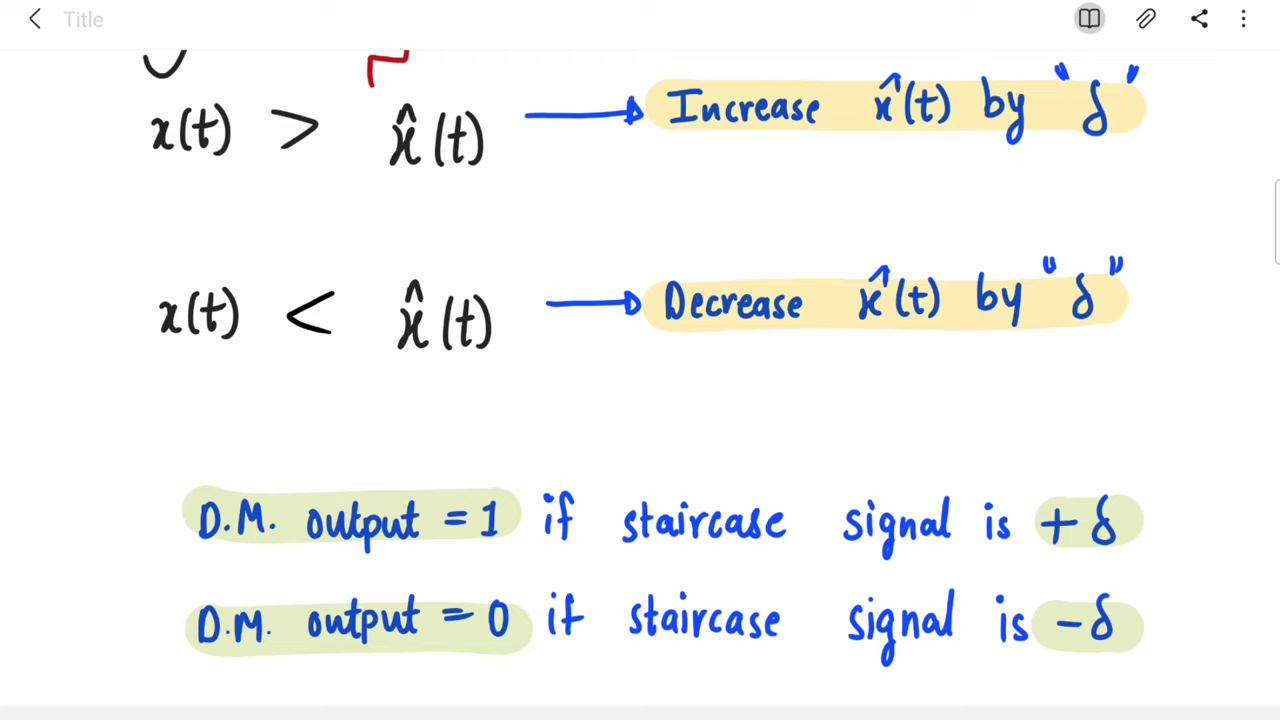 Title
x(t) > x̂(t) → Increase x̂(t) by "δ"
x(t) < x̂(t) → Decrease x̂(t) by "δ"
D.M. output = 1 if staircase signal is +δ
D.M. output = 0 if staircase signal is -δ